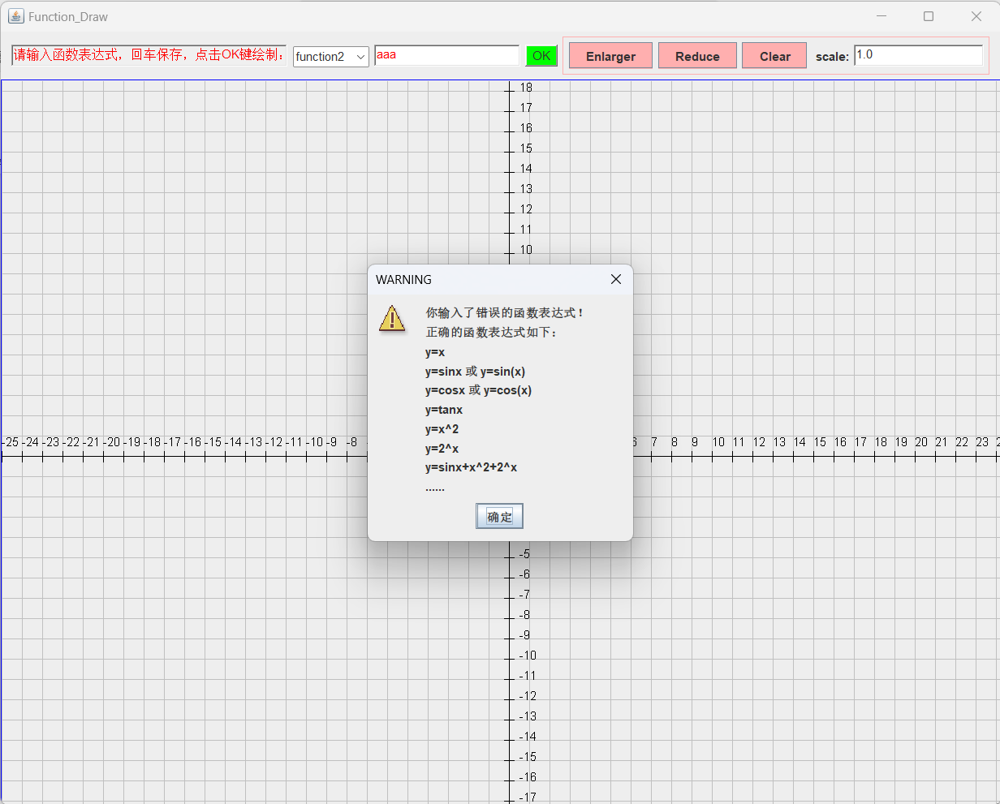 Function_Draw
请输入函数表达式，回车保存，点击OK键绘制： function2 aaa OK Enlarger Reduce Clear scale: 1.0
18
17
16
15
14
13
12
11
10
WARNING
你输入了错误的函数表达式！
正确的函数表达式如下：
y=x
y=sinx 或 y=sin(x)
y=cosx 或 y=cos(x)
y=tanx
y=x^2
y=2^x
y=sinx+x^2+2^x
......
确定
-25 -24 -23 -22 -21 -20 -19 -18 -17 -16 -15 -14 -13 -12 -11 -10 -9 -8 7 8 9 10 11 12 13 14 15 16 17 18 19 20 21 22 23
-5
-6
-7
-8
-9
-10
-11
-12
-13
-14
-15
-16
-17